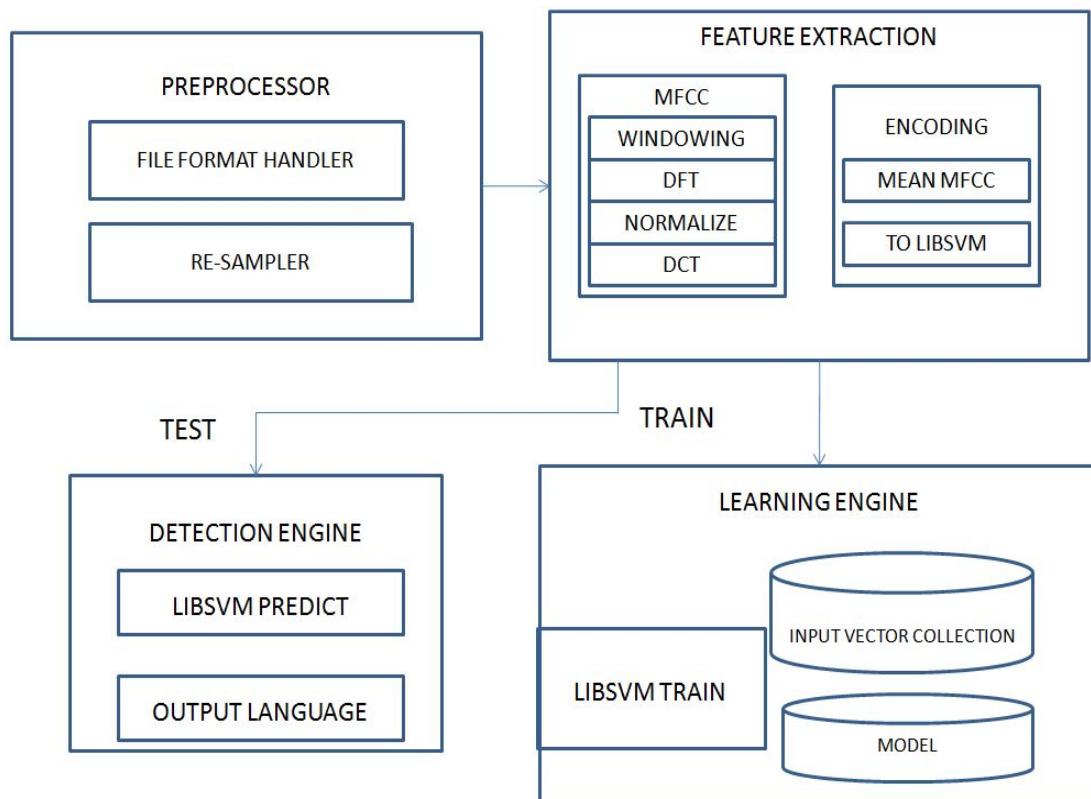 PREPROCESSOR
FILE FORMAT HANDLER
RE-SAMPLER
FEATURE EXTRACTION
MFCC
WINDOWING
DFT
NORMALIZE
DCT
ENCODING
MEAN MFCC
TO LIBSVM
TEST
TRAIN
DETECTION ENGINE
LIBSVM PREDICT
OUTPUT LANGUAGE
LEARNING ENGINE
INPUT VECTOR COLLECTION
LIBSVM TRAIN
MODEL